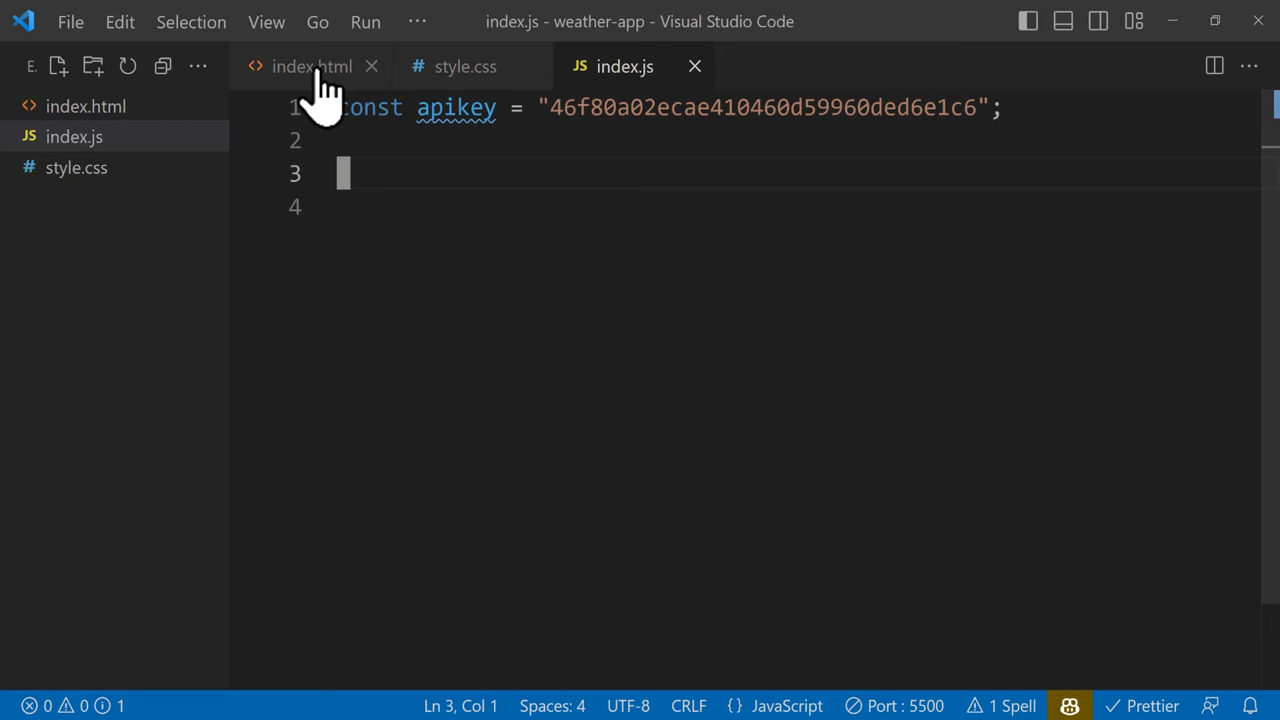 File Edit Selection View Go Run ··· index.js - weather-app - Visual Studio Code
E. ··· <> index.html # style.css JS index.js ···
<> index.html
JS index.js
# style.css
1 const apikey = "46f80a02ecae410460d59960ded6e1c6";
2
3
4
0 0 1 Ln 3, Col 1 Spaces: 4 UTF-8 CRLF {} JavaScript Port : 5500 1 Spell Prettier